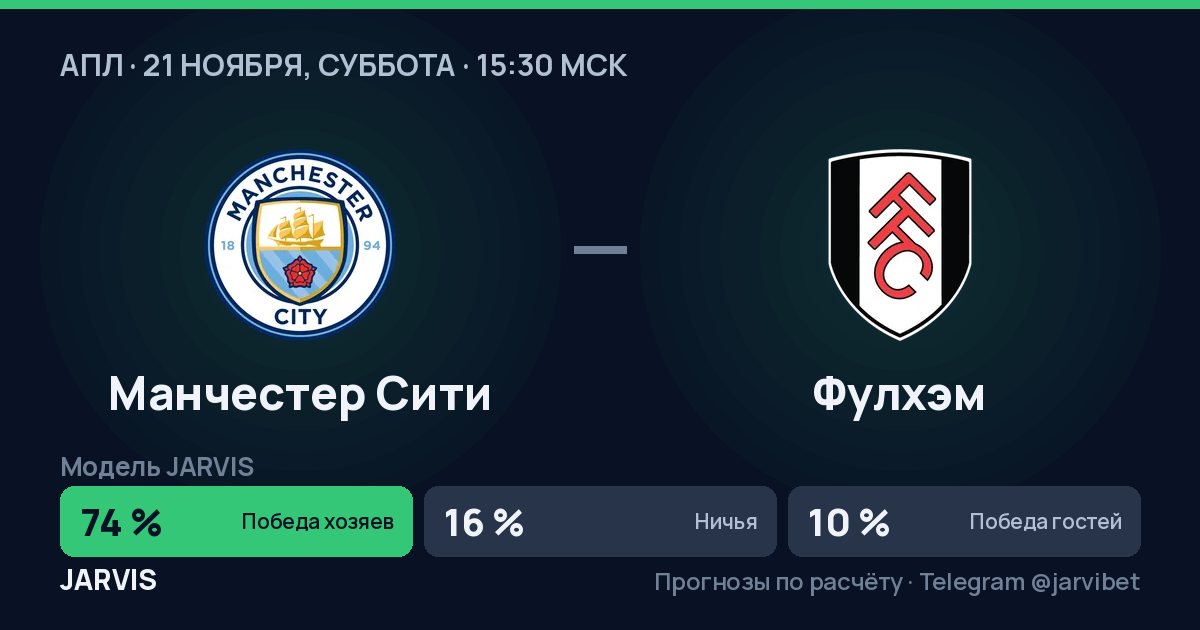 АПЛ · 21 НОЯБРЯ, СУББОТА · 15:30 МСК
MANCHESTER
18 94
CITY
FFC
Манчестер Сити
Фулхэм
Модель JARVIS
74 % Победа хозяев
16 % Ничья
10 % Победа гостей
JARVIS
Прогнозы по расчёту · Telegram @jarvibet